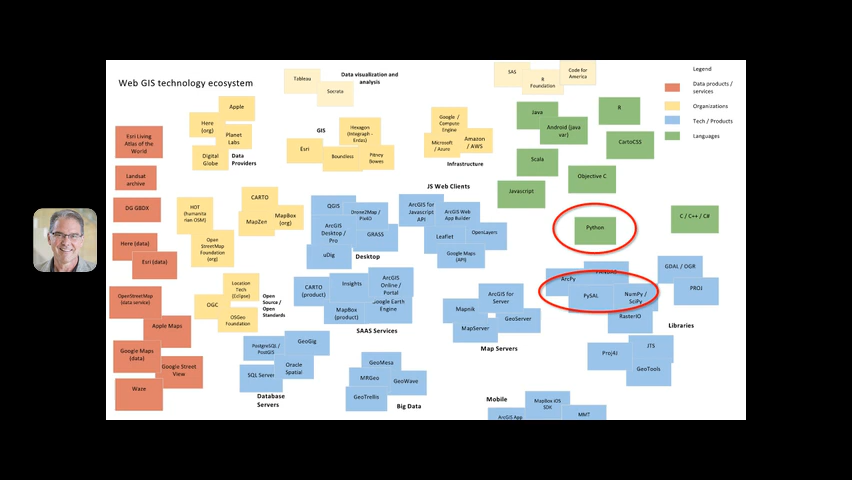 Web GIS technology ecosystem
Tableau
Socrata
Data visualization and
analysis
SAS
R
Foundation
Code for
America
Legend
Data products /
services
Organizations
Tech / Products
Languages
Esri Living
Atlas of the
World
Landsat
archive
DG GBDX
Here (data)
Esri (data)
OpenStreetMap
(data service)
Apple Maps
Google Maps
(data)
Google Street
View
Waze
Apple
Here
(org)
Planet
Labs
Digital
Globe
Data
Providers
GIS
Hexagon
(Integraph -
Erdas)
Esri
Boundless
Pitney
Bowes
Google /
Compute
Engine
Microsoft
/ Azure
Amazon
/ AWS
Infrastructure
Java
Android (java
var)
R
CartoCSS
Scala
Objective C
Javascript
Python
C / C++ / C#
HOT
(humanita
rian OSM)
CARTO
MapZen
MapBox
(org)
Open
StreetMap
Foundation
(org)
Location
Tech
(Eclipse)
OGC
OSGeo
Foundation
Open
Source /
Open
Standards
QGIS
Drone2Map /
Pix4D
ArcGIS
Desktop /
Pro
GRASS
uDig
Desktop
JS Web Clients
ArcGIS for
Javascript
API
ArcGIS Web
App Builder
Leaflet
OpenLayers
Google Maps
(API)
CARTO
(product)
Insights
ArcGIS
Online /
Portal
MapBox
(product)
Google Earth
Engine
SAAS Services
ArcGIS for
Server
Mapnik
MapServer
GeoServer
Map Servers
ArcPy
PySAL
NumPy /
SciPy
RasterIO
GDAL / OGR
PROJ
Libraries
Proj4J
JTS
GeoTools
PostgreSQL /
PostGIS
GeoGig
SQL Server
Oracle
Spatial
Database
Servers
GeoMesa
MRGeo
GeoWave
GeoTrellis
Big Data
Mobile
MapBox iOS
SDK
ArcGIS App
MMT